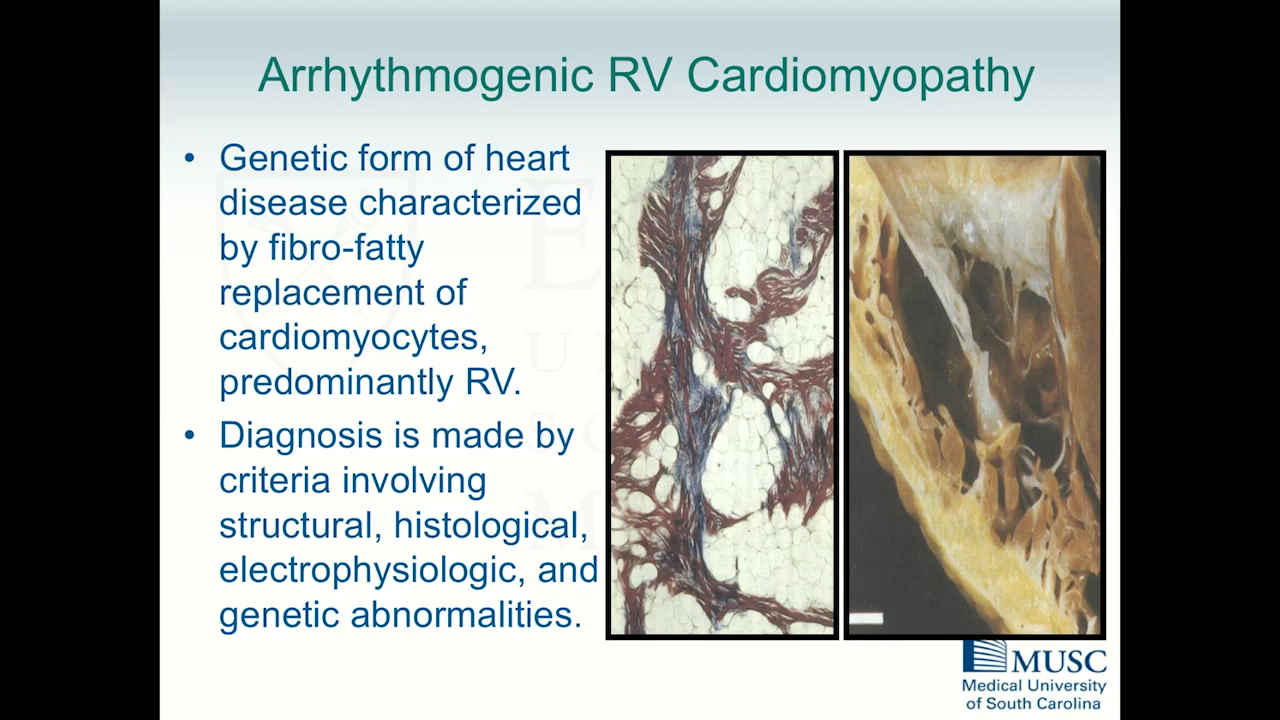 Arrhythmogenic RV Cardiomyopathy
• Genetic form of heart
disease characterized
by fibro-fatty
replacement of
cardiomyocytes,
predominantly RV.
• Diagnosis is made by
criteria involving
structural, histological,
electrophysiologic, and
genetic abnormalities.
MUSC
Medical University
of South Carolina